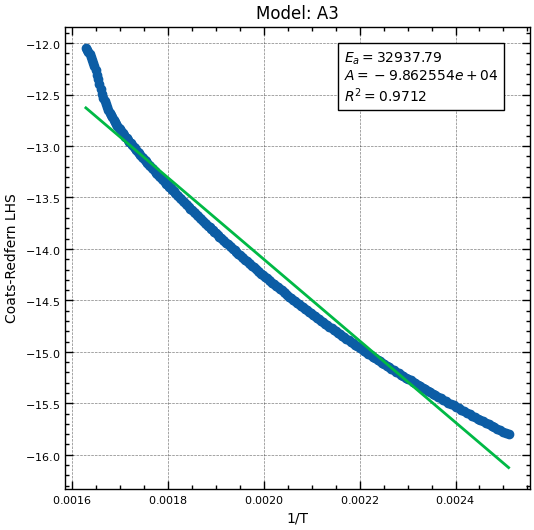 Model: A3
E_a = 32937.79
A = −9.862554e + 04
R² = 0.9712
Coats-Redfern LHS
−12.0
−12.5
−13.0
−13.5
−14.0
−14.5
−15.0
−15.5
−16.0
0.0016
0.0018
0.0020
0.0022
0.0024
1/T